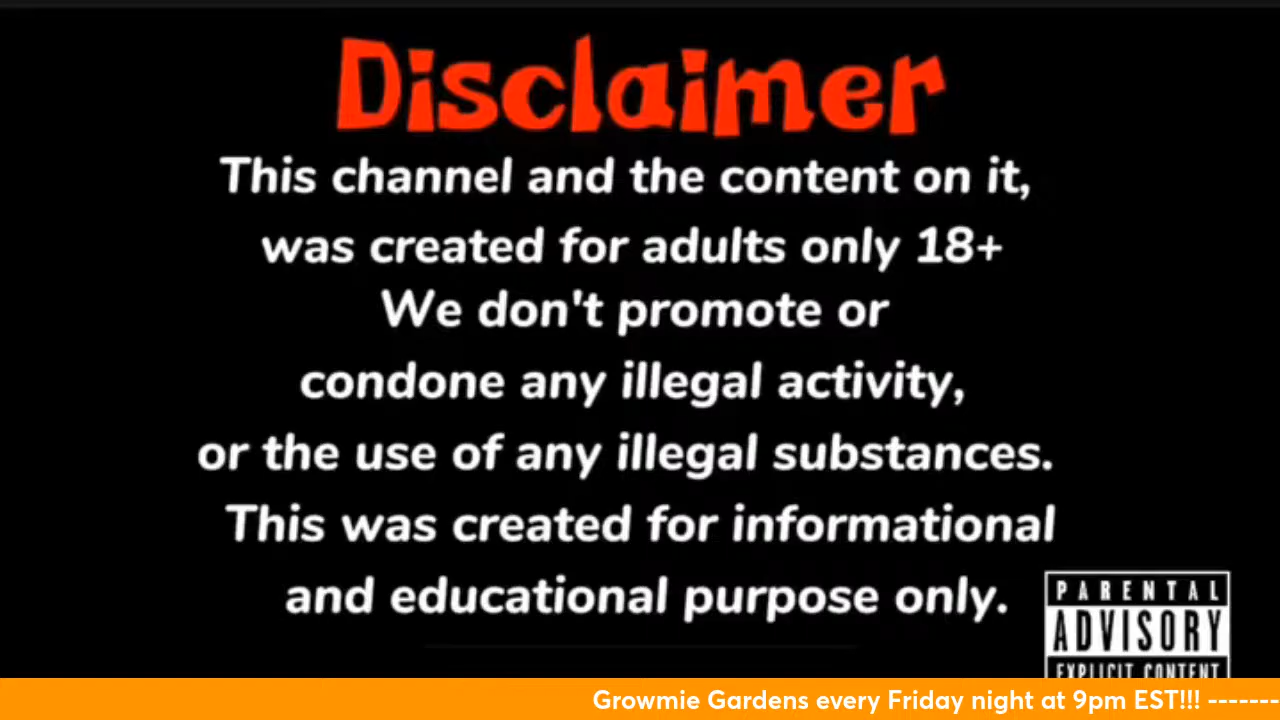 Disclaimer
This channel and the content on it,
was created for adults only 18+
We don't promote or
condone any illegal activity,
or the use of any illegal substances.
This was created for informational
and educational purpose only.
PARENTAL
ADVISORY
EXPLICIT CONTENT
Growmie Gardens every Friday night at 9pm EST!!! -------